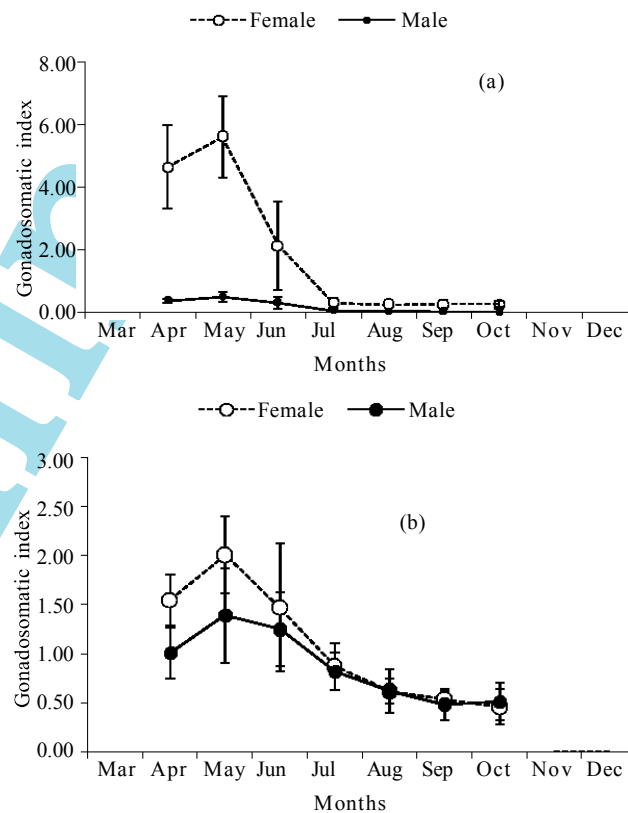 Female Male
8.00
(a)
6.00
4.00
2.00
0.00
Gonadosomatic index
Mar Apr May Jun Jul Aug Sep Oct Nov Dec
Months
Female Male
3.00
2.50
(b)
2.00
1.50
1.00
0.50
0.00
Gonadosomatic index
Mar Apr May Jun Jul Aug Sep Oct Nov Dec
Months